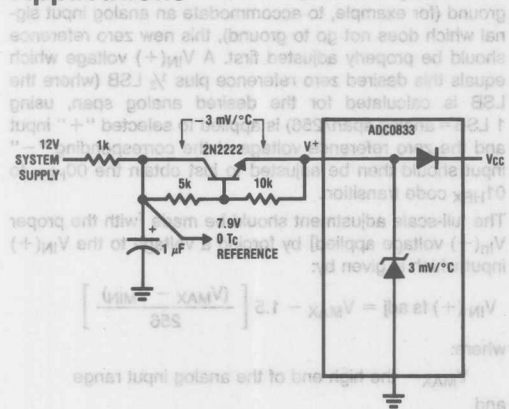 ground (for example, to accommodate an analog input sig-
nal which does not go to ground), this new zero reference
should be properly adjusted first. A VIN(+) voltage which
equals this desired zero reference plus ½ LSB (where the
LSB is calculated for the desired analog span, using
1 LSB = analog span/256) is applied to selected "+" input
and the zero reference voltage at the corresponding "−"
input should then be adjusted to just obtain the 00HEX to
01HEX code transition.
−3 mV/°C
ADC0833
12V
SYSTEM
SUPPLY
1k
2N2222
V+
VCC
5k
10k
7.9V
0 TC
REFERENCE
+
1 µF
3 mV/°C
The full-scale adjustment should be made with the proper
VIN(−) voltage applied] by forcing a voltage to the VIN(+)
input given by:
VIN (+) fs adj = VMAX − 1.5 [ (VMAX − VMIN) / 256 ]
where:
VMAX = the high end of the analog input range
and